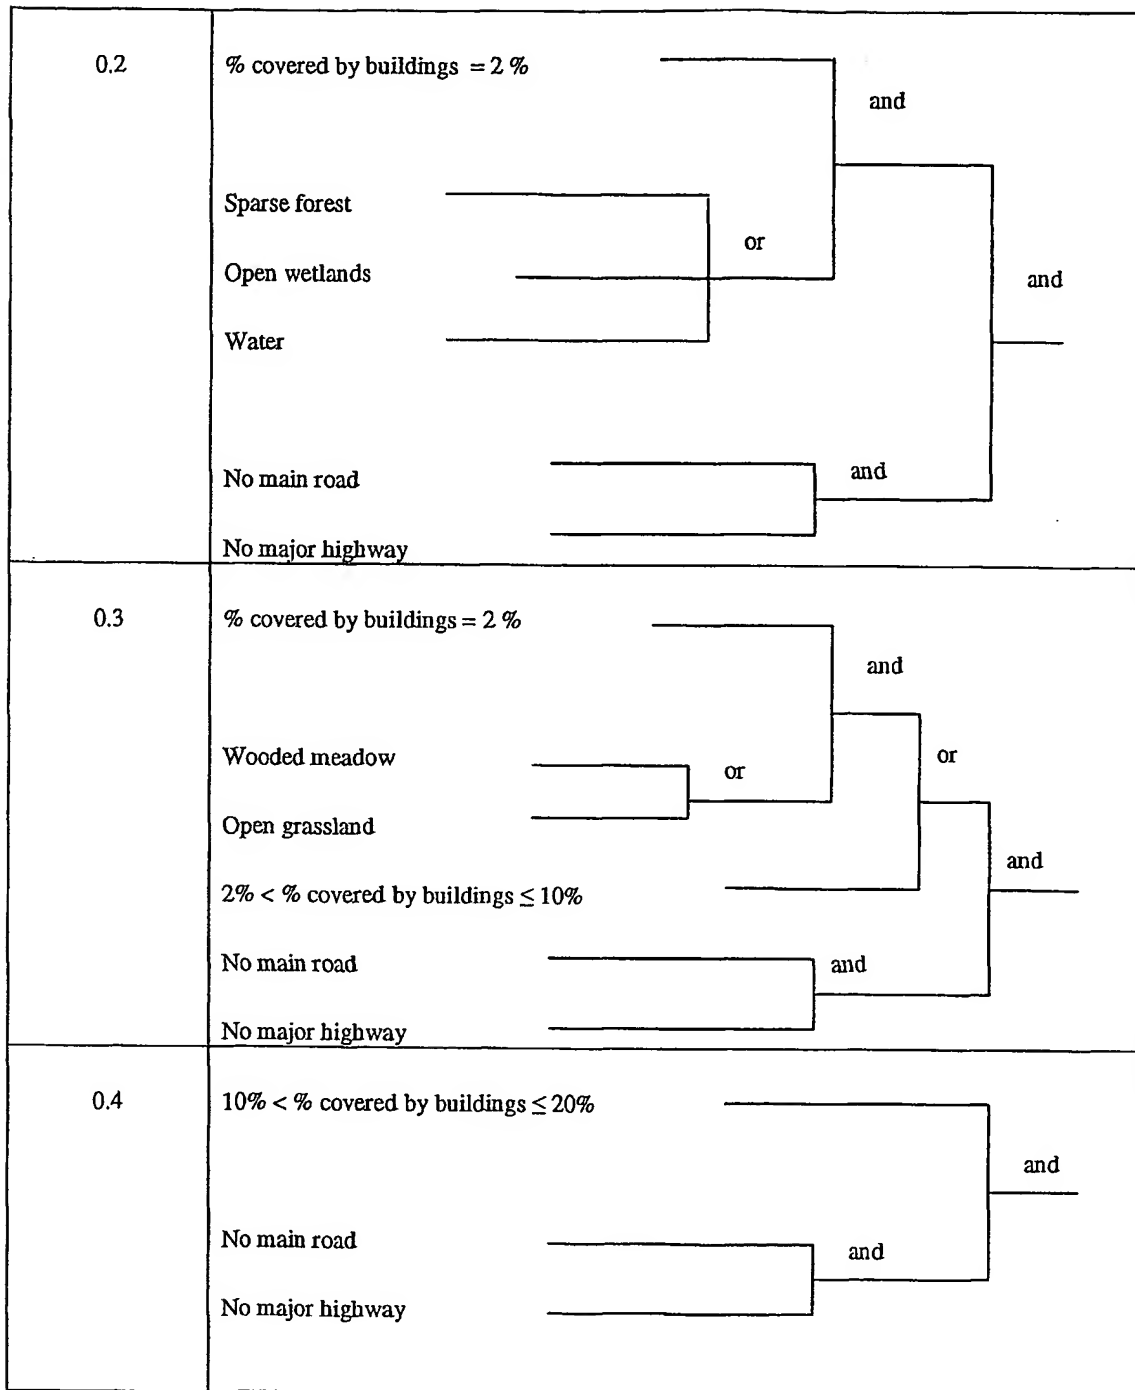 0.2 % covered by buildings = 2 %
and
Sparse forest
or
Open wetlands
and
Water
No main road and
No major highway
0.3 % covered by buildings = 2 %
and
Wooded meadow or
or
Open grassland
and
2% < % covered by buildings ≤ 10%
No main road and
No major highway
0.4 10% < % covered by buildings ≤ 20%
and
No main road and
No major highway